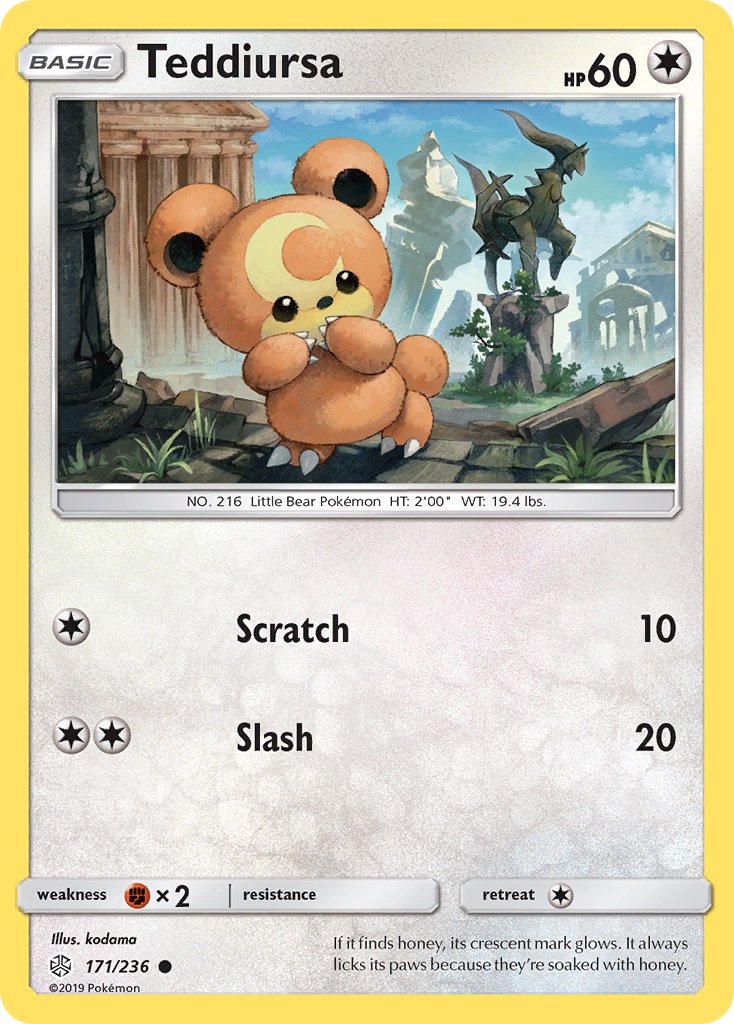 BASIC Teddiursa HP60
NO. 216 Little Bear Pokémon HT: 2'00" WT: 19.4 lbs.
Scratch 10
Slash 20
weakness ×2 resistance retreat
Illus. kodama
171/236
©2019 Pokémon
If it finds honey, its crescent mark glows. It always
licks its paws because they're soaked with honey.